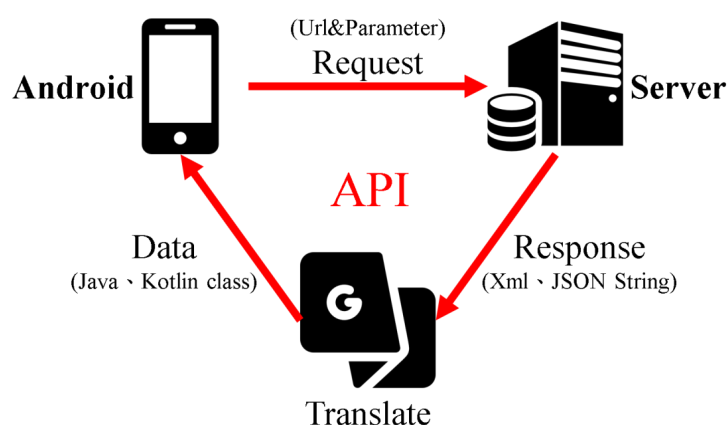 (Url&Parameter)
Request
Android
Server
API
Data
(Java、Kotlin class)
Response
(Xml、JSON String)
G
Translate